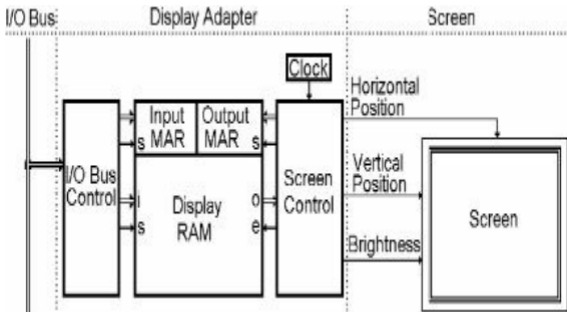 I/O Bus
Display Adapter
Screen
Clock
Horizontal
Position
Input
MAR
Output
MAR
s
s
I/O Bus
Control
Screen
Control
Vertical
Position
i
o
Display
RAM
s
e
Screen
Brightness